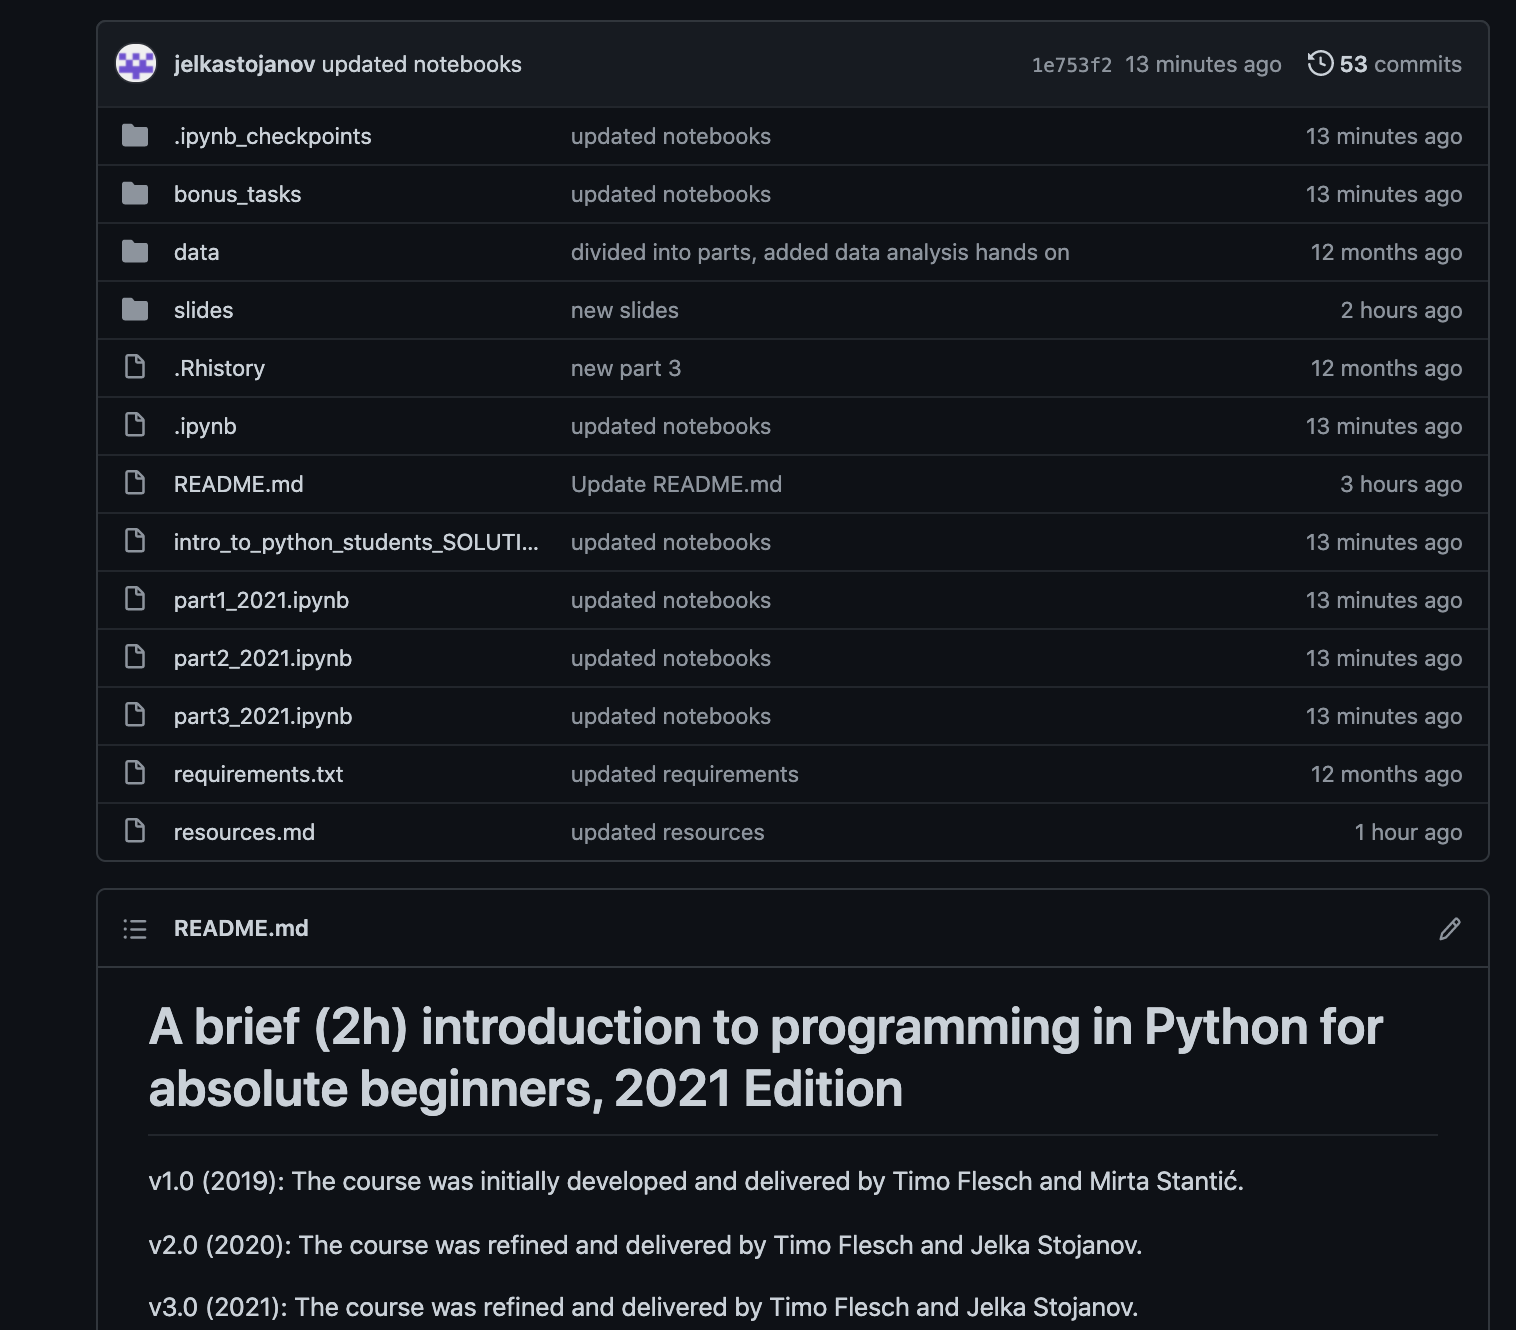 jelkastojanov updated notebooks 1e753f2 13 minutes ago 53 commits
.ipynb_checkpoints updated notebooks 13 minutes ago
bonus_tasks updated notebooks 13 minutes ago
data divided into parts, added data analysis hands on 12 months ago
slides new slides 2 hours ago
.Rhistory new part 3 12 months ago
.ipynb updated notebooks 13 minutes ago
README.md Update README.md 3 hours ago
intro_to_python_students_SOLUTI... updated notebooks 13 minutes ago
part1_2021.ipynb updated notebooks 13 minutes ago
part2_2021.ipynb updated notebooks 13 minutes ago
part3_2021.ipynb updated notebooks 13 minutes ago
requirements.txt updated requirements 12 months ago
resources.md updated resources 1 hour ago
README.md
A brief (2h) introduction to programming in Python for
absolute beginners, 2021 Edition
v1.0 (2019): The course was initially developed and delivered by Timo Flesch and Mirta Stantić.
v2.0 (2020): The course was refined and delivered by Timo Flesch and Jelka Stojanov.
v3.0 (2021): The course was refined and delivered by Timo Flesch and Jelka Stojanov.